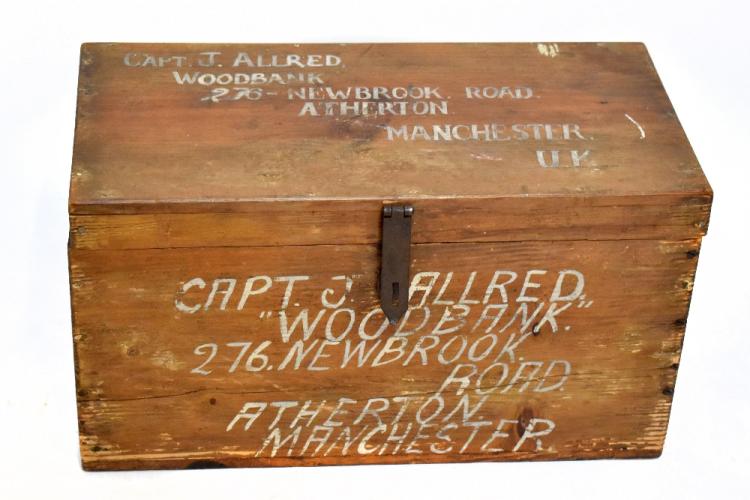 CAPT. J. ALLRED,
WOODBANK
276- NEWBROOK. ROAD.
ATHERTON
MANCHESTER.
U.K
CAPT. J. ALLRED,
"WOODBANK."
276. NEWBROOK.
ROAD.
ATHERTON.
MANCHESTER.